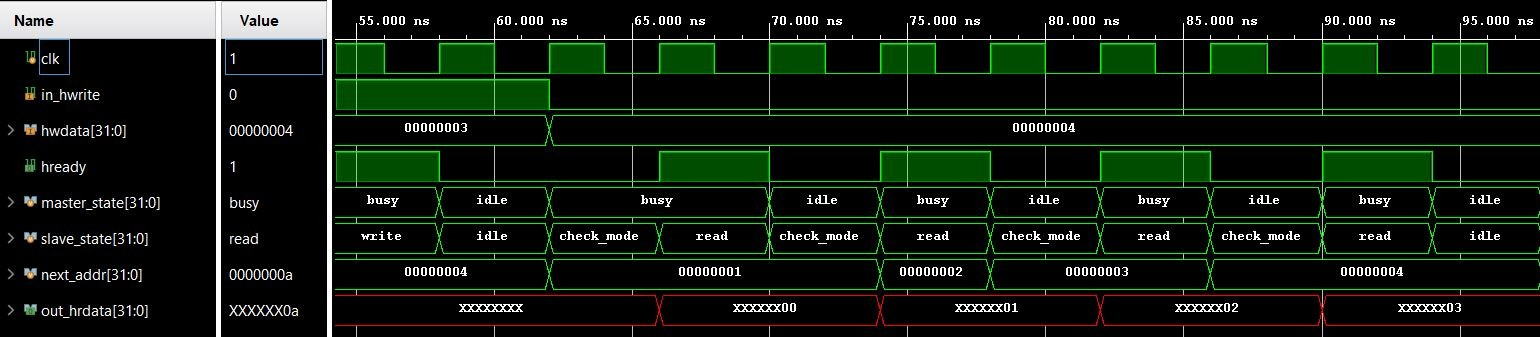 Name Value 55.000 ns 60.000 ns 65.000 ns 70.000 ns 75.000 ns 80.000 ns 85.000 ns 90.000 ns 95.000 ns
clk 1
in_hwrite 0
hwdata[31:0] 00000004 00000003 00000004
hready 1
master_state[31:0] busy busy idle busy idle busy idle busy idle busy idle
slave_state[31:0] read write idle check_mode read check_mode read check_mode read check_mode read idle
next_addr[31:0] 0000000a 00000004 00000001 00000002 00000003 00000004
out_hrdata[31:0] XXXXXX0a XXXXXXXX XXXXXX00 XXXXXX01 XXXXXX02 XXXXXX03